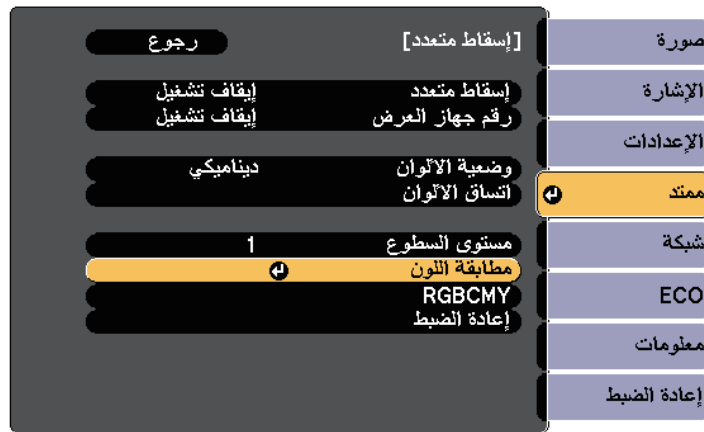 صورة
الإشارة
الإعدادات
ممتد
شبكة
ECO
معلومات
إعادة الضبط
[إسقاط متعدد] رجوع
إسقاط متعدد إيقاف تشغيل
رقم جهاز العرض إيقاف تشغيل
وضعية الألوان ديناميكي
اتساق الألوان
مستوى السطوع 1
مطابقة اللون
RGBCMY
إعادة الضبط